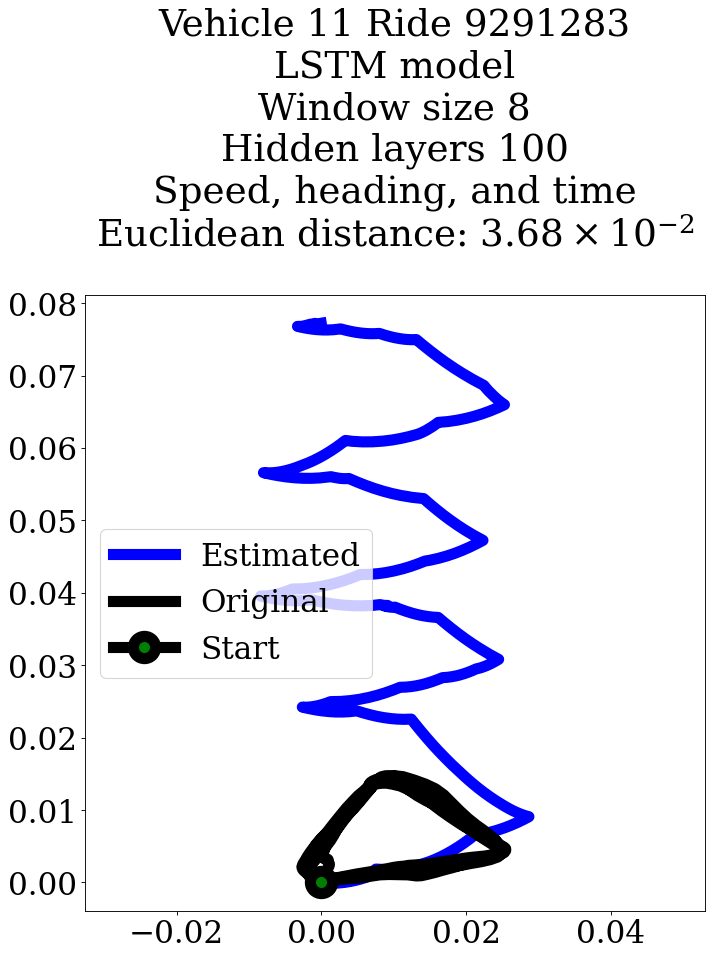 Vehicle 11 Ride 9291283
LSTM model
Window size 8
Hidden layers 100
Speed, heading, and time
Euclidean distance: 3.68 × 10⁻²
0.08
0.07
0.06
0.05
0.04
0.03
0.02
0.01
0.00
Estimated
Original
Start
−0.02 0.00 0.02 0.04